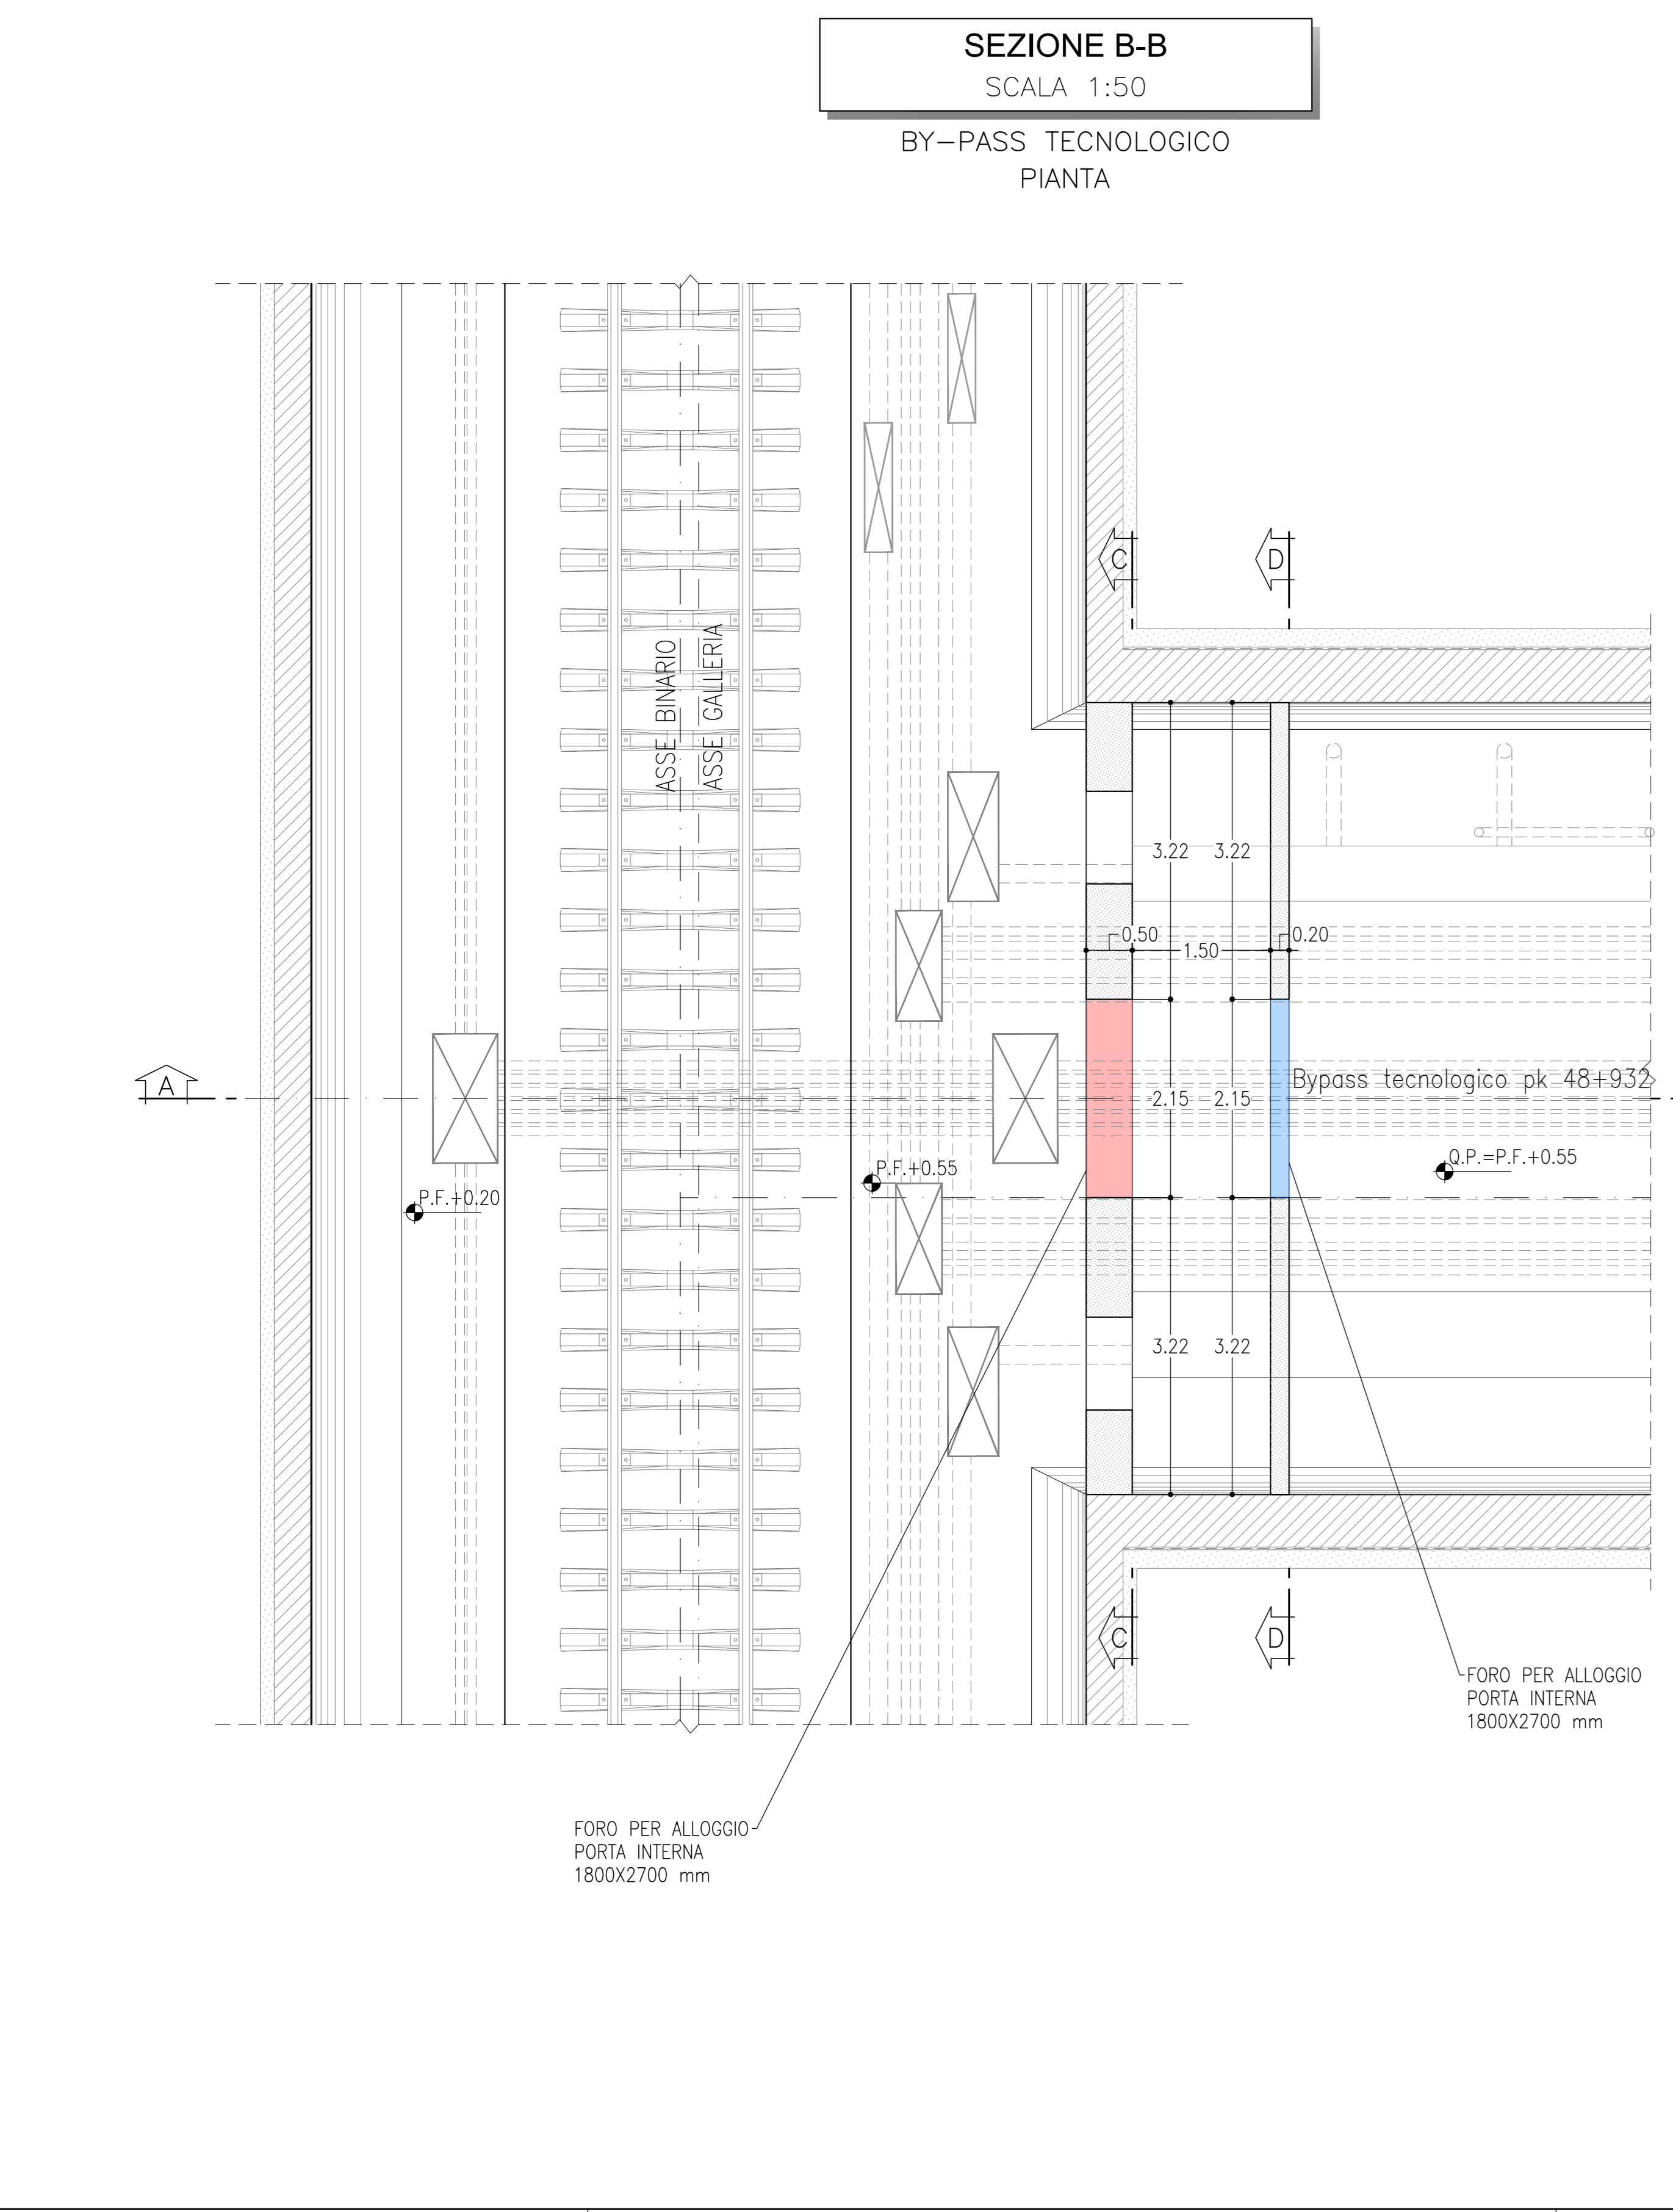 SEZIONE B-B
SCALA 1:50
BY-PASS TECNOLOGICO
PIANTA
C
D
ASSE BINARIO
ASSE GALLERIA
3.22
3.22
0.50
1.50
0.20
A
Bypass tecnologico pk 48+932
2.15
2.15
P.F.+0.20
P.F.+0.55
Q.P.=P.F.+0.55
3.22
3.22
C
D
FORO PER ALLOGGIO
PORTA INTERNA
1800X2700 mm
FORO PER ALLOGGIO
PORTA INTERNA
1800X2700 mm